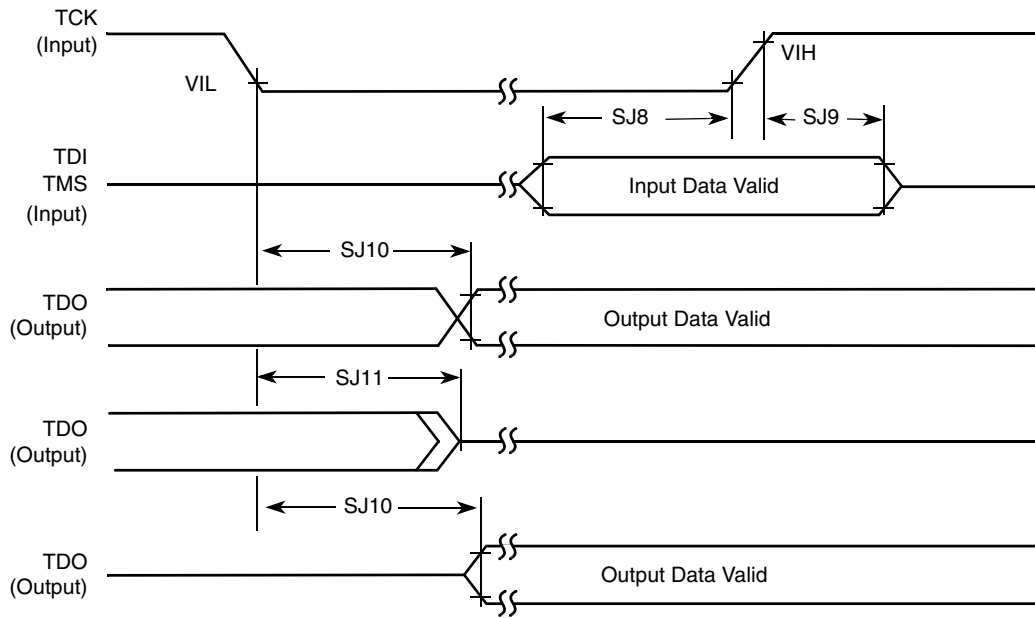 TCK
(Input)
VIL
VIH
SJ8
SJ9
TDI
TMS
(Input)
Input Data Valid
SJ10
TDO
(Output)
Output Data Valid
SJ11
TDO
(Output)
SJ10
TDO
(Output)
Output Data Valid